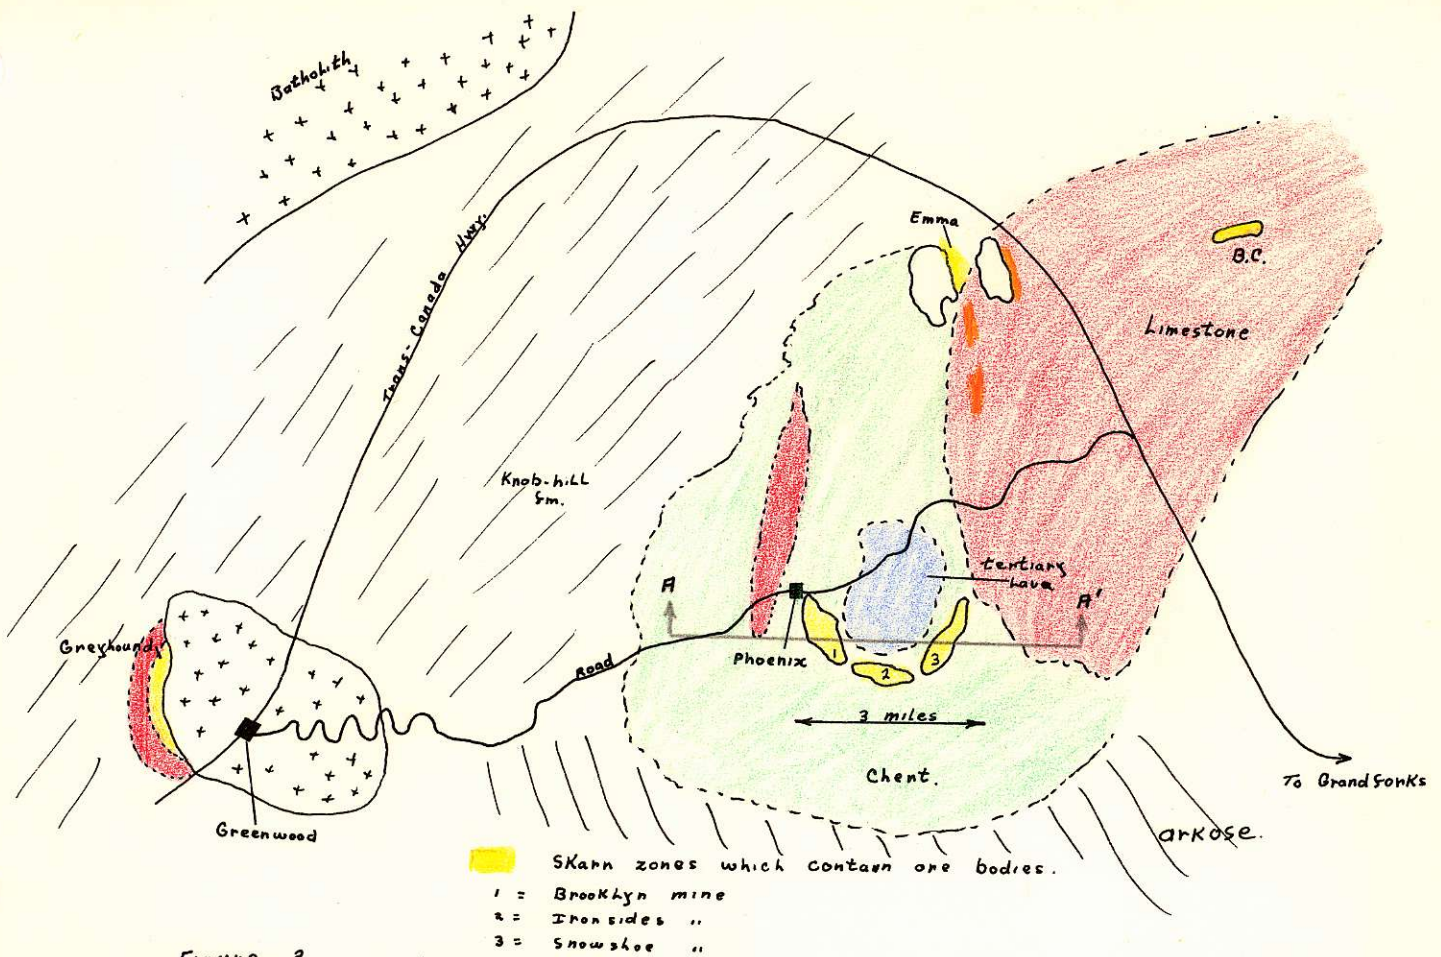 Batholith
Trans-Canada Hwy.
Emma
B.C.
Limestone
Knob-hill
fm.
tertiary
Lava
A
A'
Greyhound
Phoenix
1
2
3
Road
3 miles
Chert.
To Grand forks
Greenwood
arkose.
Skarn zones which contain ore bodies.
1 = Brooklyn mine
2 = Ironsides "
3 = Snowshoe "